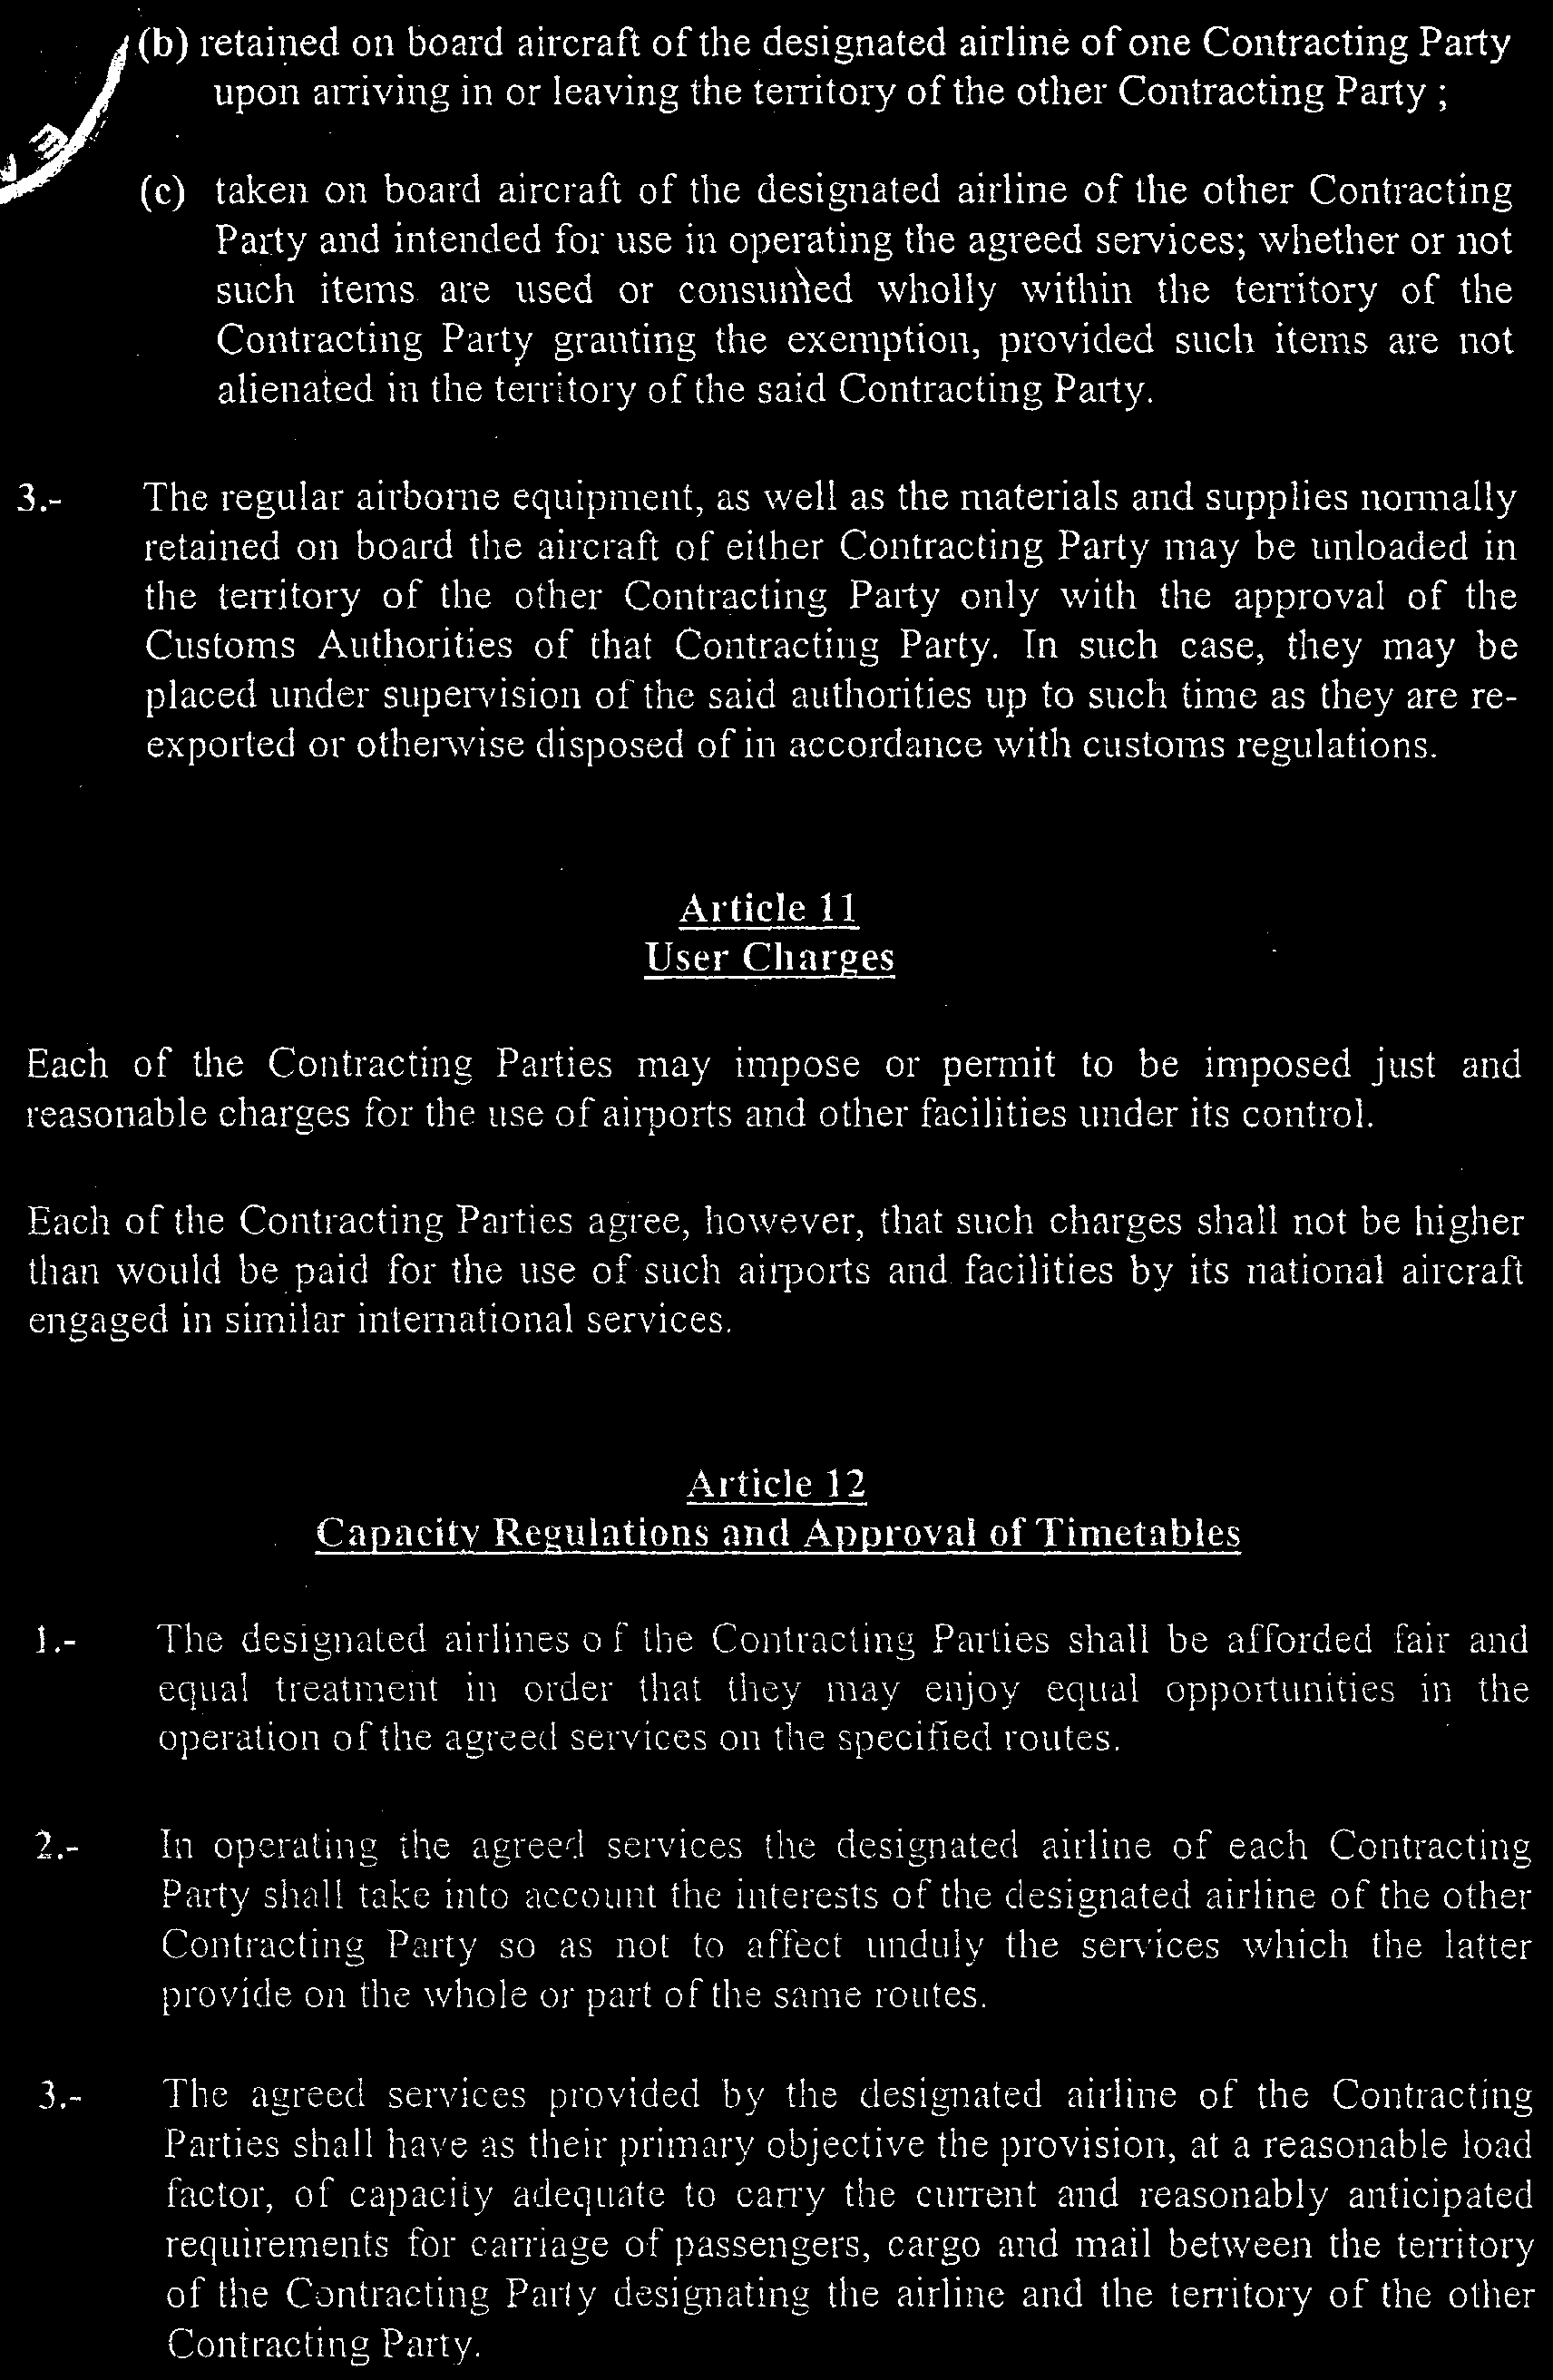 (b) retained on board aircraft of the designated airline of one Contracting Party
upon arriving in or leaving the territory of the other Contracting Party ;
(c) taken on board aircraft of the designated airline of the other Contracting
Party and intended for use in operating the agreed services; whether or not
such items are used or consumed wholly within the territory of the
Contracting Party granting the exemption, provided such items are not
alienated in the territory of the said Contracting Party.
3.- The regular airborne equipment, as well as the materials and supplies normally
retained on board the aircraft of either Contracting Party may be unloaded in
the territory of the other Contracting Party only with the approval of the
Customs Authorities of that Contracting Party. In such case, they may be
placed under supervision of the said authorities up to such time as they are re-
exported or otherwise disposed of in accordance with customs regulations.
Article 11
User Charges
Each of the Contracting Parties may impose or permit to be imposed just and
reasonable charges for the use of airports and other facilities under its control.
Each of the Contracting Parties agree, however, that such charges shall not be higher
than would be paid for the use of such airports and facilities by its national aircraft
engaged in similar international services.
Article 12
Capacity Regulations and Approval of Timetables
1.- The designated airlines o f the Contracting Parties shall be afforded fair and
equal treatment in order that they may enjoy equal opportunities in the
operation of the agreed services on the specified routes.
2.- In operating the agreed services the designated airline of each Contracting
Party shall take into account the interests of the designated airline of the other
Contracting Party so as not to affect unduly the services which the latter
provide on the whole or part of the same routes.
3.- The agreed services provided by the designated airline of the Contracting
Parties shall have as their primary objective the provision, at a reasonable load
factor, of capacity adequate to carry the current and reasonably anticipated
requirements for carriage of passengers, cargo and mail between the territory
of the Contracting Party designating the airline and the territory of the other
Contracting Party.